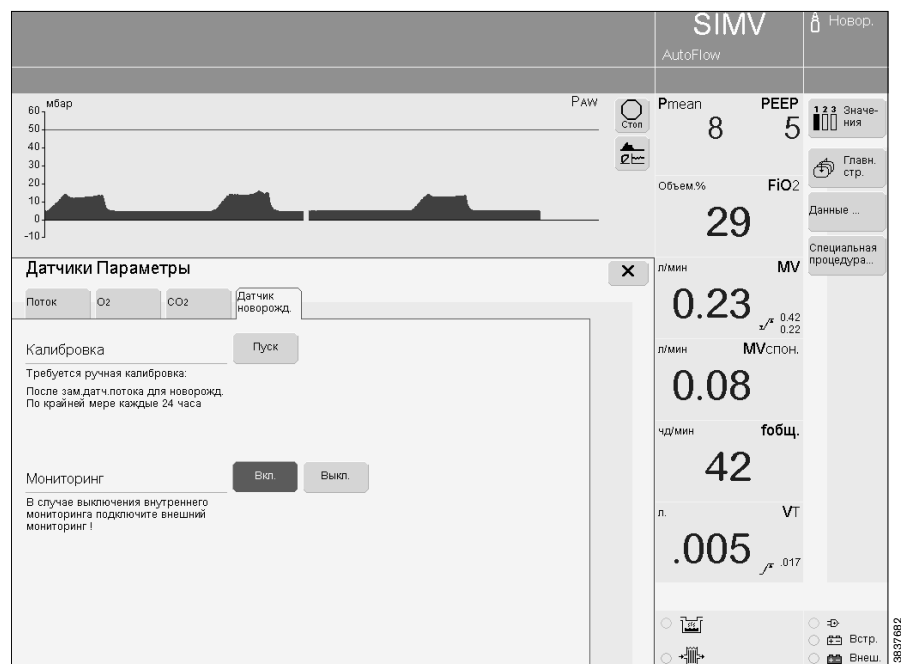 SIMV
AutoFlow
Новор.
мбар
Paw
60
50
40
30
20
10
0
-10
Стоп
Pmean
PEEP
8
5
Объем.%
FiO2
29
л/мин
MV
0.23
0.42
0.22
л/мин
MVспон.
0.08
чд/мин
fобщ.
42
л.
VT
.005
.017
1 2 3 Значе-
ния
Главн.
стр.
Данные ...
Специальная
процедура...
Датчики Параметры
Поток
O2
CO2
Датчик
новорожд.
Калибровка
Пуск
Требуется ручная калибровка:
После зам.датч.потока для новорожд.
По крайней мере каждые 24 часа
Мониторинг
Вкл.
Выкл.
В случае выключения внутреннего
мониторинга подключите внешний
мониторинг !
Встр.
Внеш.
3837682